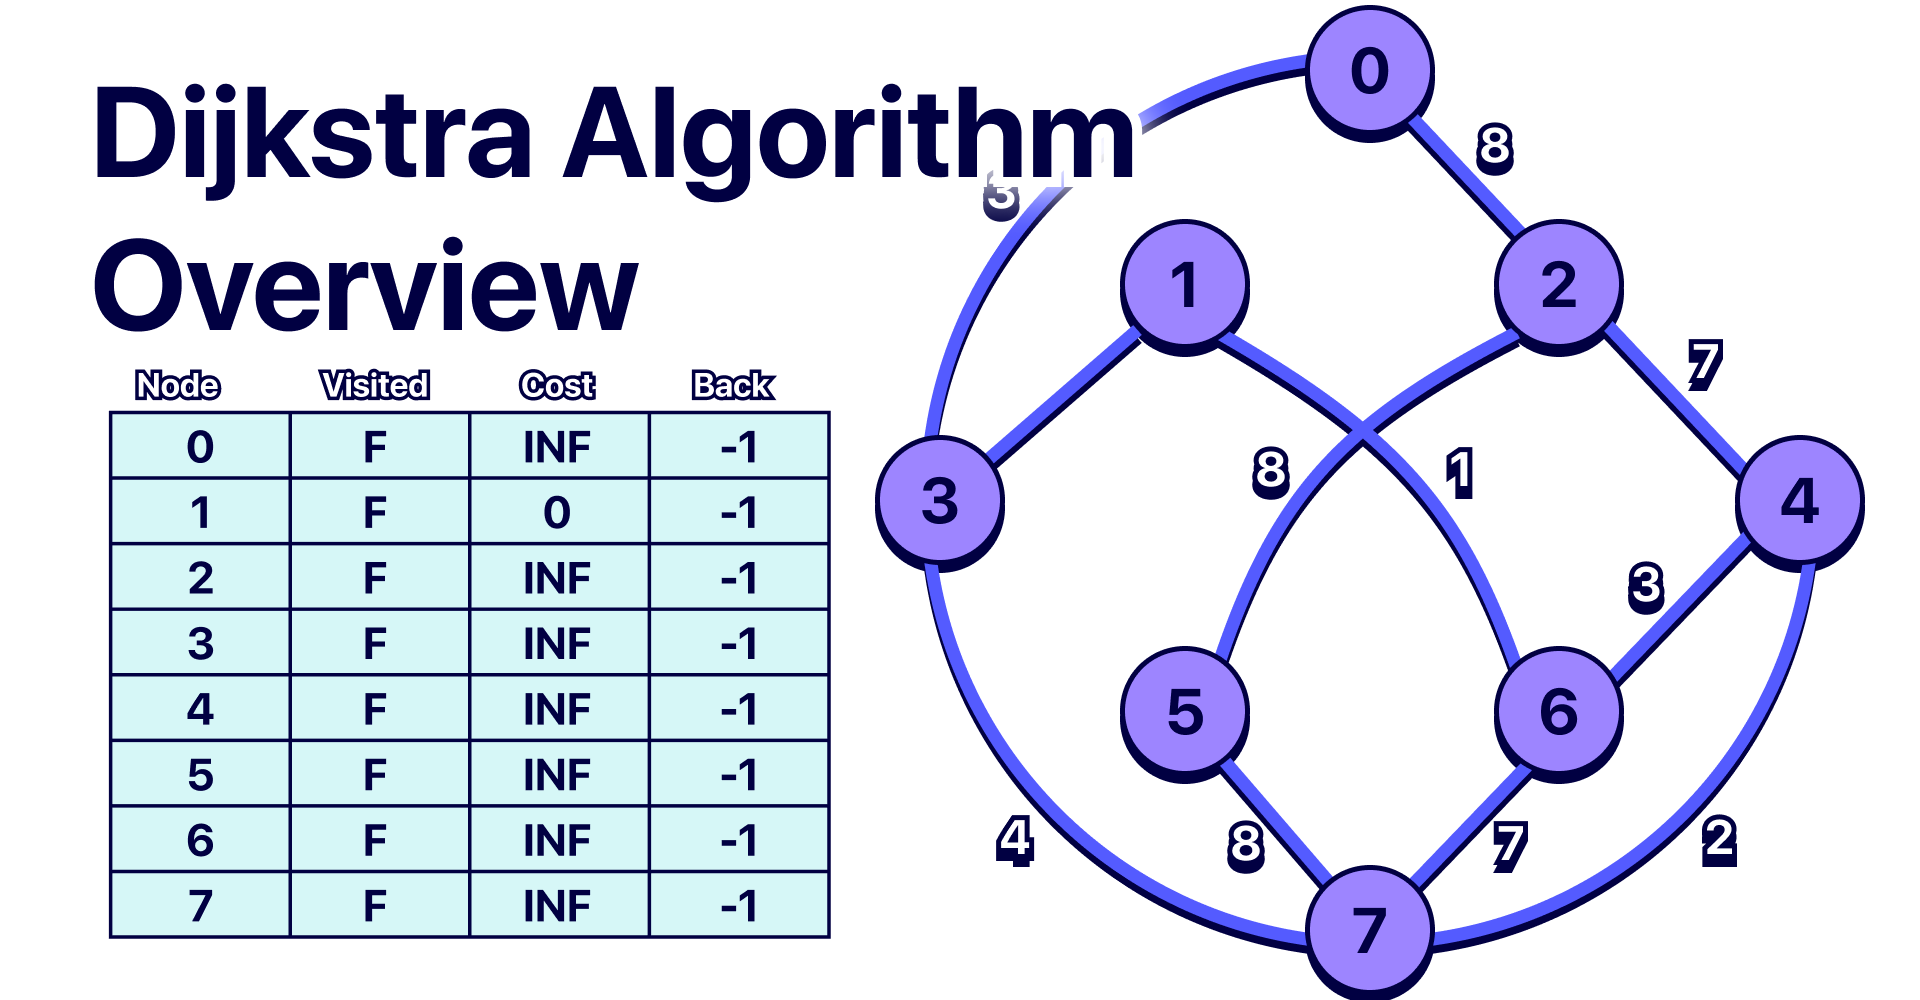 Dijkstra Algorithm
Overview
Node Visited Cost Back
0 F INF -1
1 F 0 -1
2 F INF -1
3 F INF -1
4 F INF -1
5 F INF -1
6 F INF -1
7 F INF -1
0
8
3
1
2
7
8
1
3
4
3
5
6
4
8
7
2
7